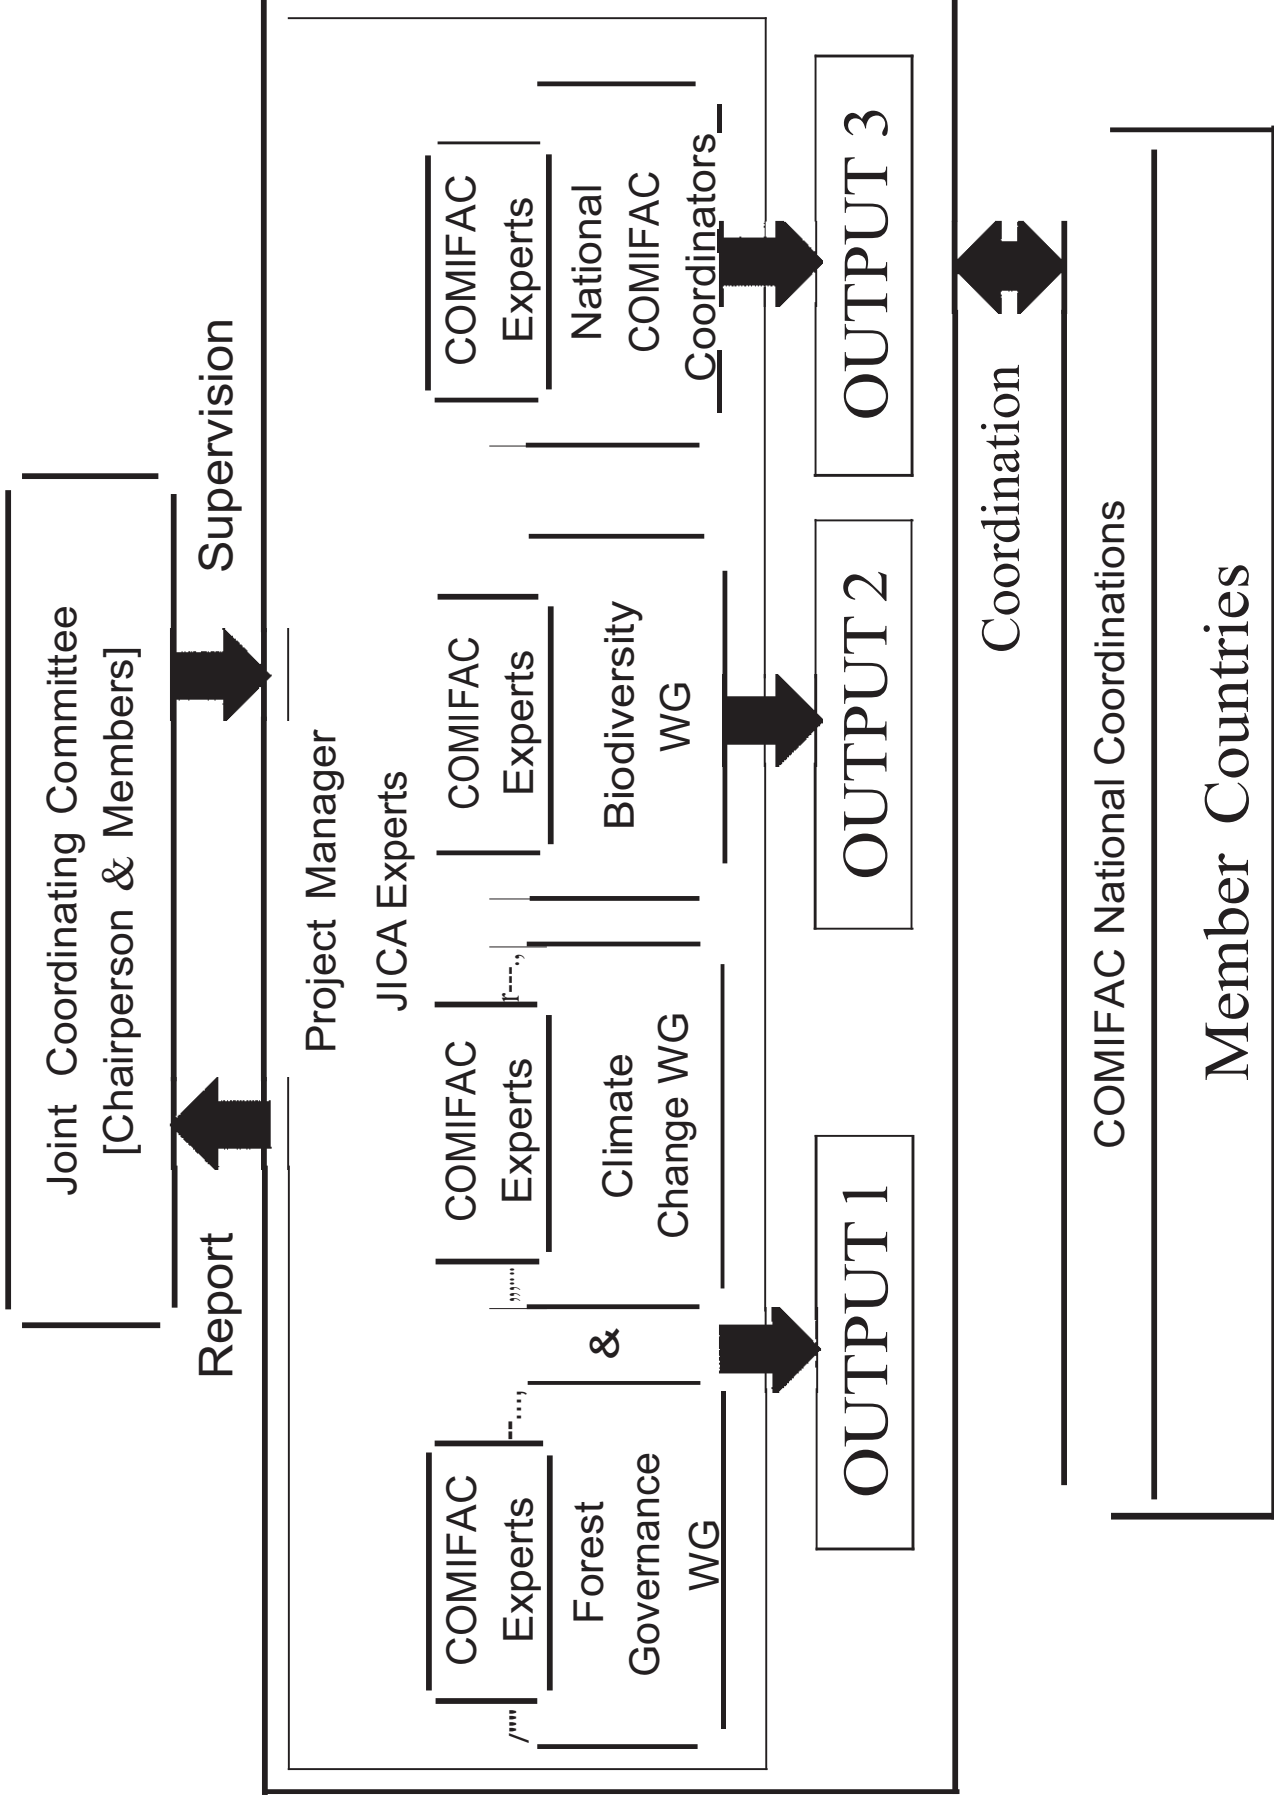 Joint Coordinating Committee
[Chairperson & Members]
Report
Supervision
Project Manager
JICA Experts
COMIFAC
Experts
Forest
Governance
WG
&
COMIFAC
Experts
Climate
Change WG
COMIFAC
Experts
Biodiversity
WG
COMIFAC
Experts
National
COMIFAC
Coordinators
OUTPUT 1
OUTPUT 2
OUTPUT 3
Coordination
COMIFAC National Coordinations
Member Countries